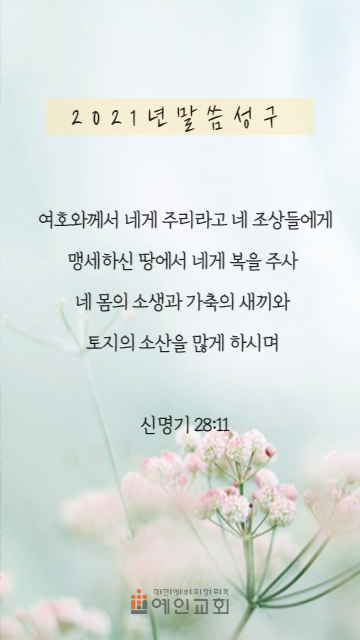 2021년말씀성구
여호와께서 네게 주리라고 네 조상들에게
맹세하신 땅에서 네게 복을 주사
네 몸의 소생과 가축의 새끼와
토지의 소산을 많게 하시며
신명기 28:11
예인교회